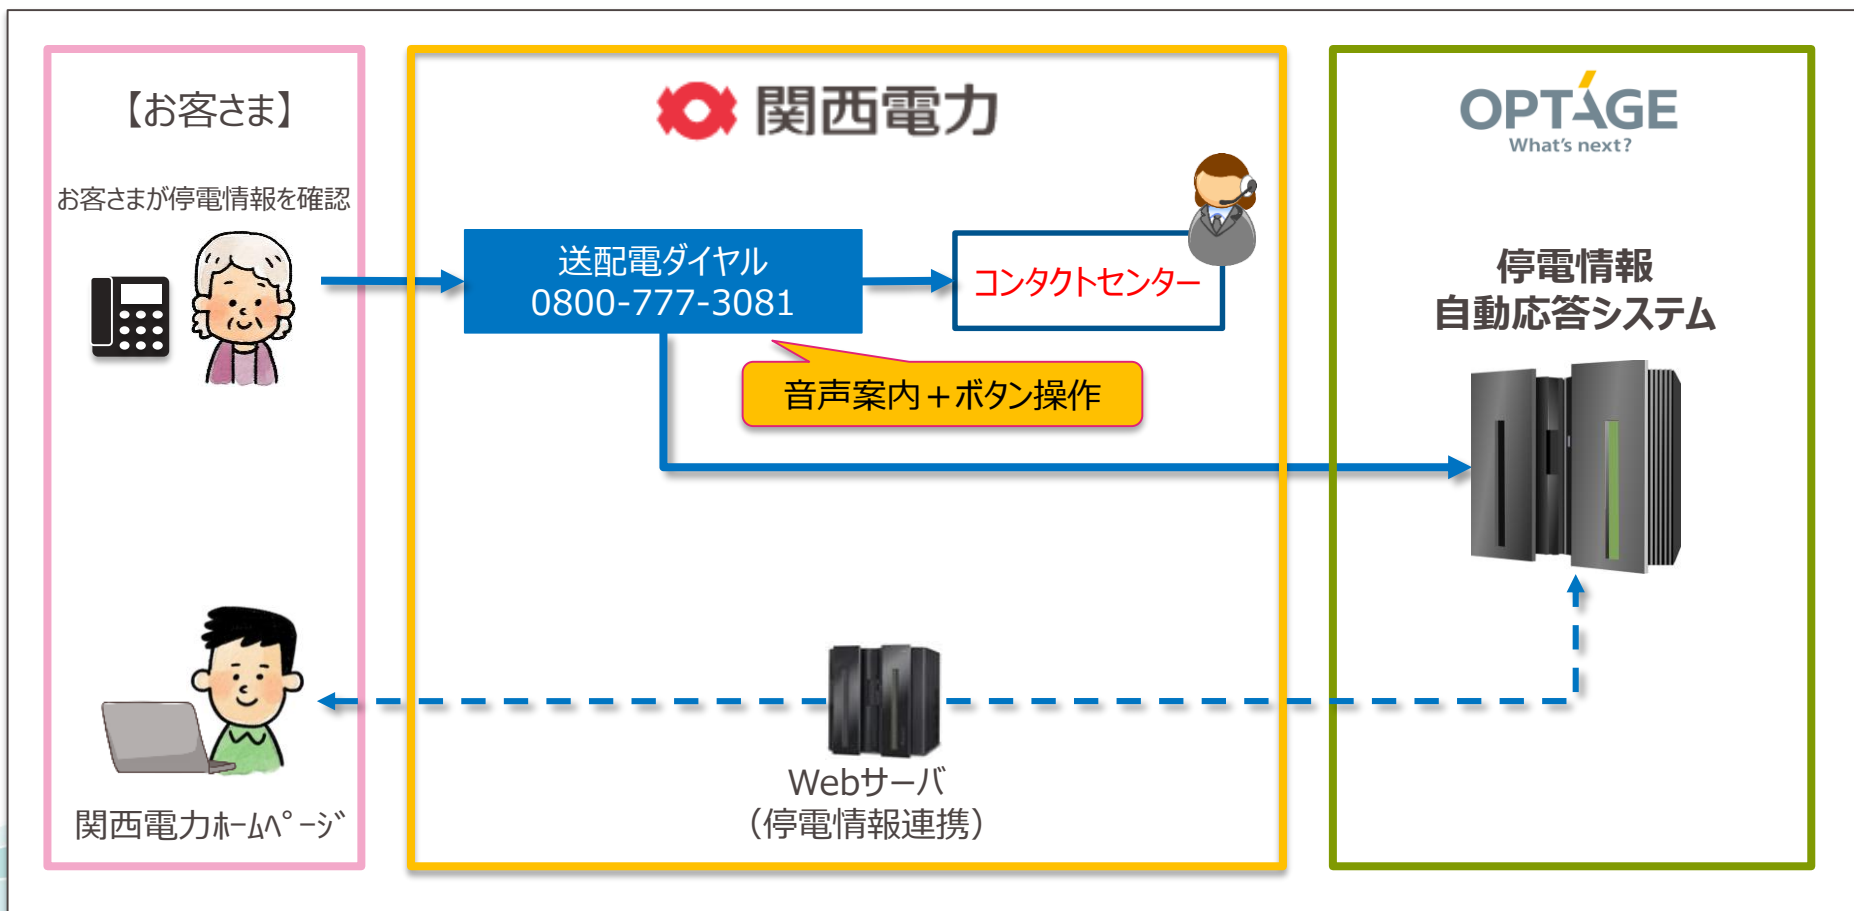 【お客さま】
お客さまが停電情報を確認
関西電力ﾎｰﾑﾍﾟｰｼﾞ
関西電力
送配電ダイヤル
0800-777-3081
コンタクトセンター
音声案内＋ボタン操作
Webサーバ
（停電情報連携）
OPTAGE
What's next?
停電情報
自動応答システム